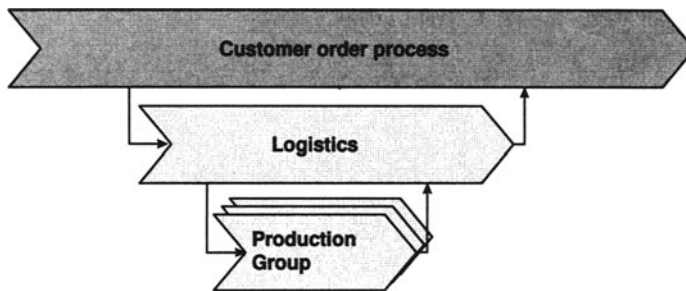 Customer order process
Logistics
Production
Group